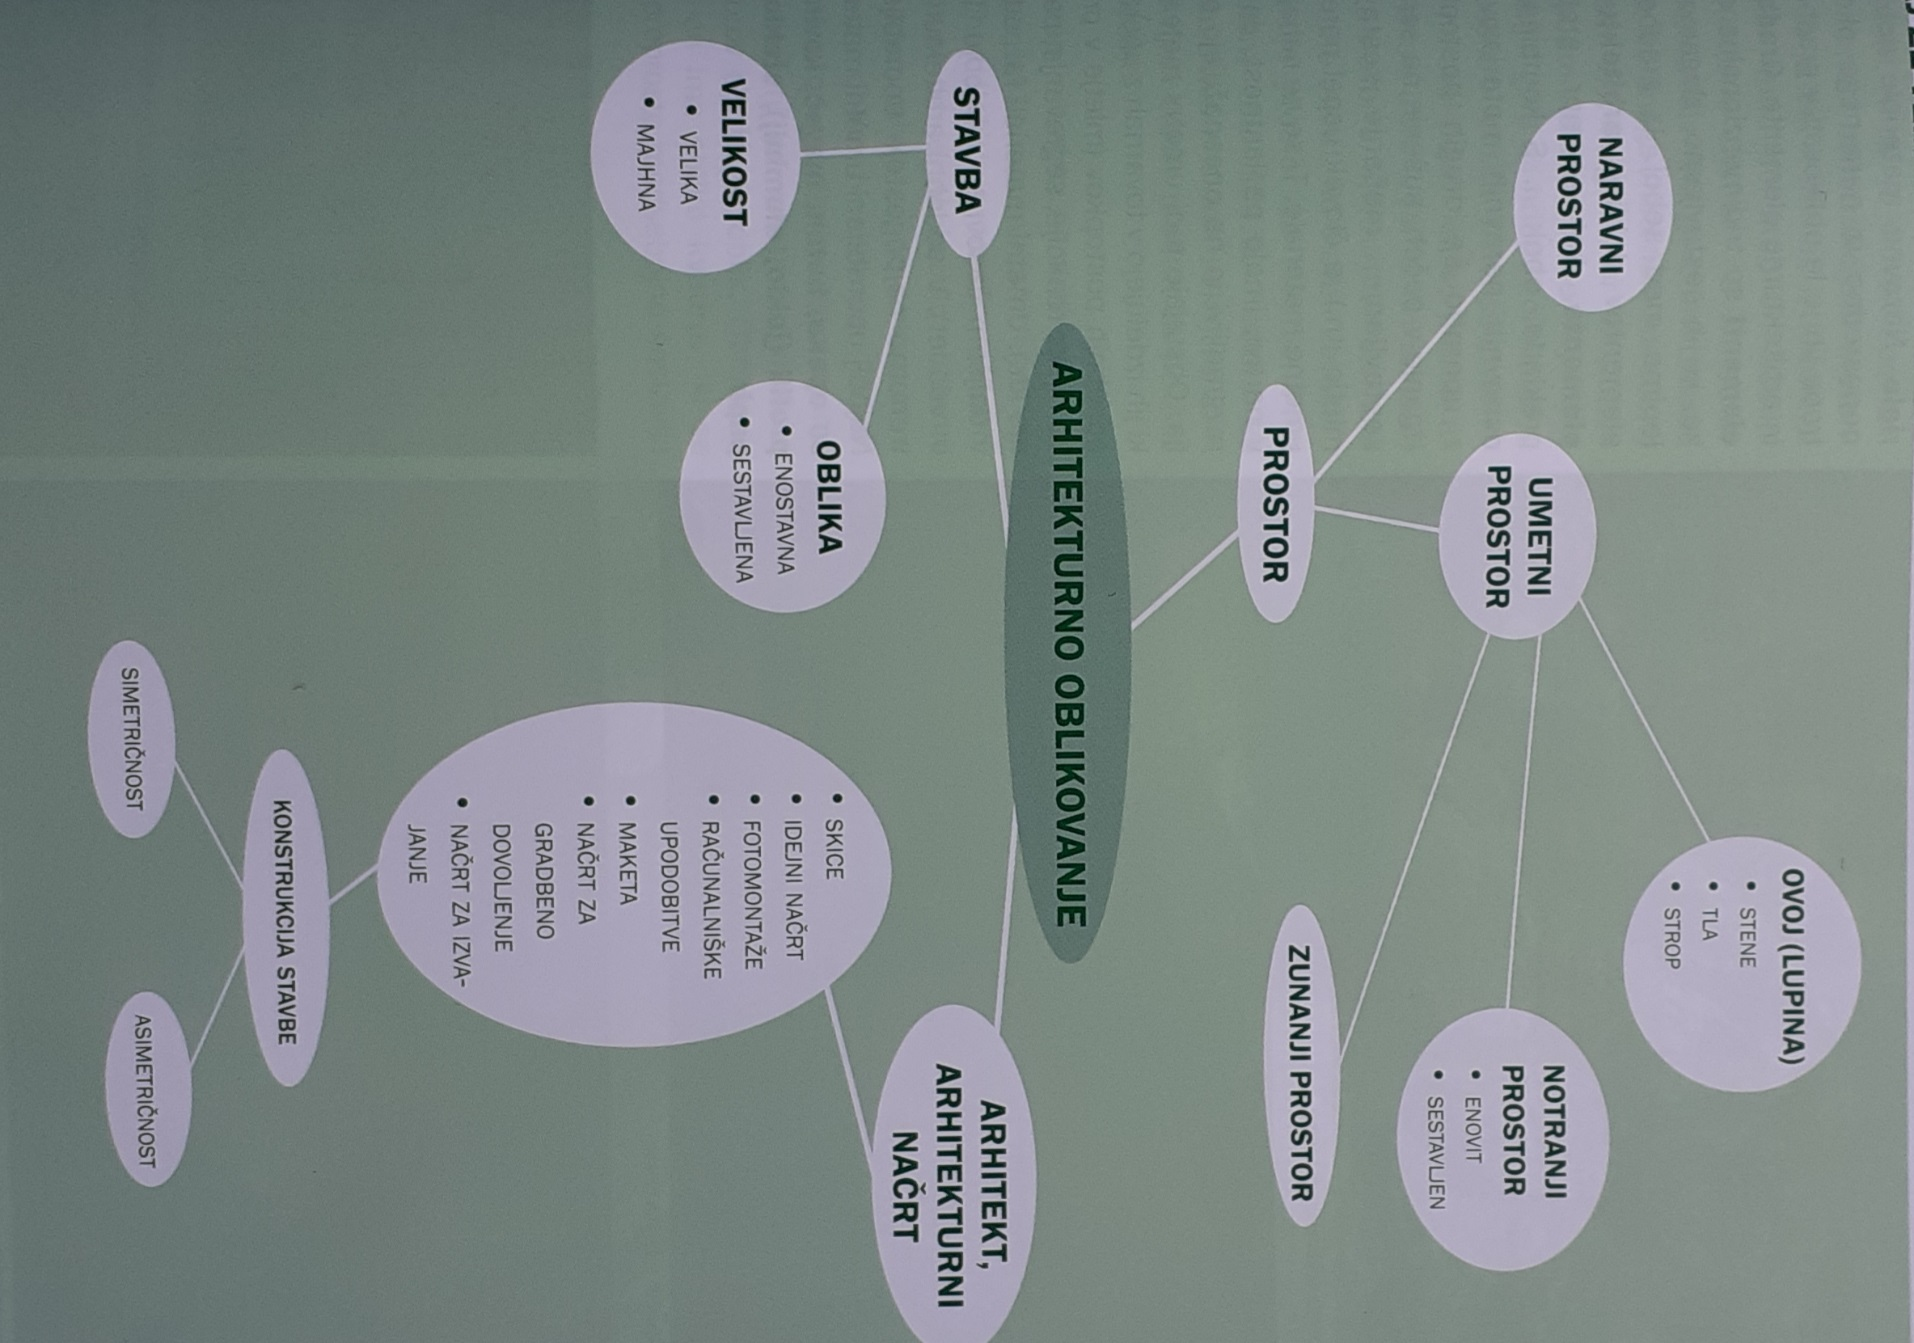 NARAVNI
PROSTOR
UMETNI
PROSTOR
OVOJ (LUPINA)
• STENE
• TLA
• STROP
NOTRANJI
PROSTOR
• ENOVIT
• SESTAVLJEN
ZUNANJI PROSTOR
PROSTOR
ARHITEKTURNO OBLIKOVANJE
STAVBA
VELIKOST
• VELIKA
• MAJHNA
OBLIKA
• ENOSTAVNA
• SESTAVLJENA
ARHITEKT,
ARHITEKTURNI
NAČRT
• SKICE
• IDEJNI NAČRT
• FOTOMONTAŽE
• RAČUNALNIŠKE
UPODOBITVE
• MAKETA
• NAČRT ZA
GRADBENO
DOVOLJENJE
• NAČRT ZA IZVA-
JANJE
KONSTRUKCIJA STAVBE
SIMETRIČNOST
ASIMETRIČNOST